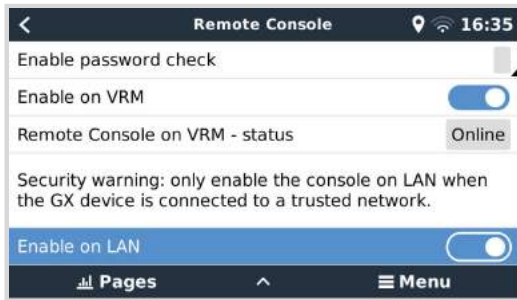 Remote Console
16:35
Enable password check
Enable on VRM
Remote Console on VRM - status
Online
Security warning: only enable the console on LAN when
the GX device is connected to a trusted network.
Enable on LAN
Pages
Menu